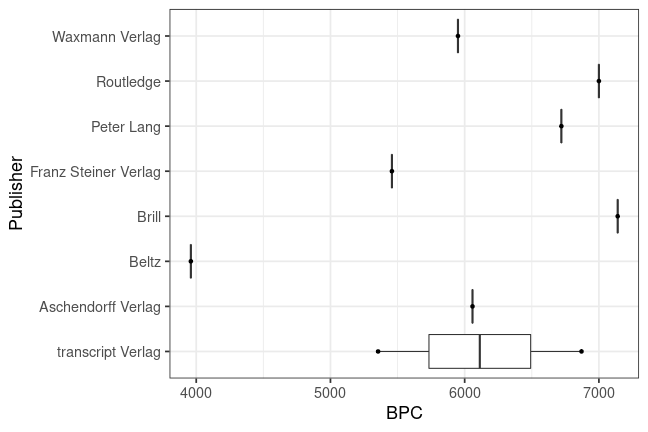 Waxmann Verlag
Routledge
Peter Lang
Franz Steiner Verlag
Brill
Beltz
Aschendorff Verlag
transcript Verlag
Publisher
4000 5000 6000 7000
BPC